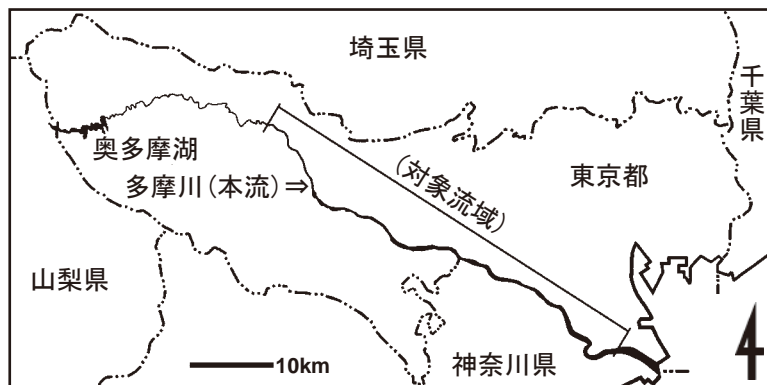 埼玉県
千葉県
奥多摩湖
東京都
(対象流域)
多摩川(本流)⇒
山梨県
10km
神奈川県